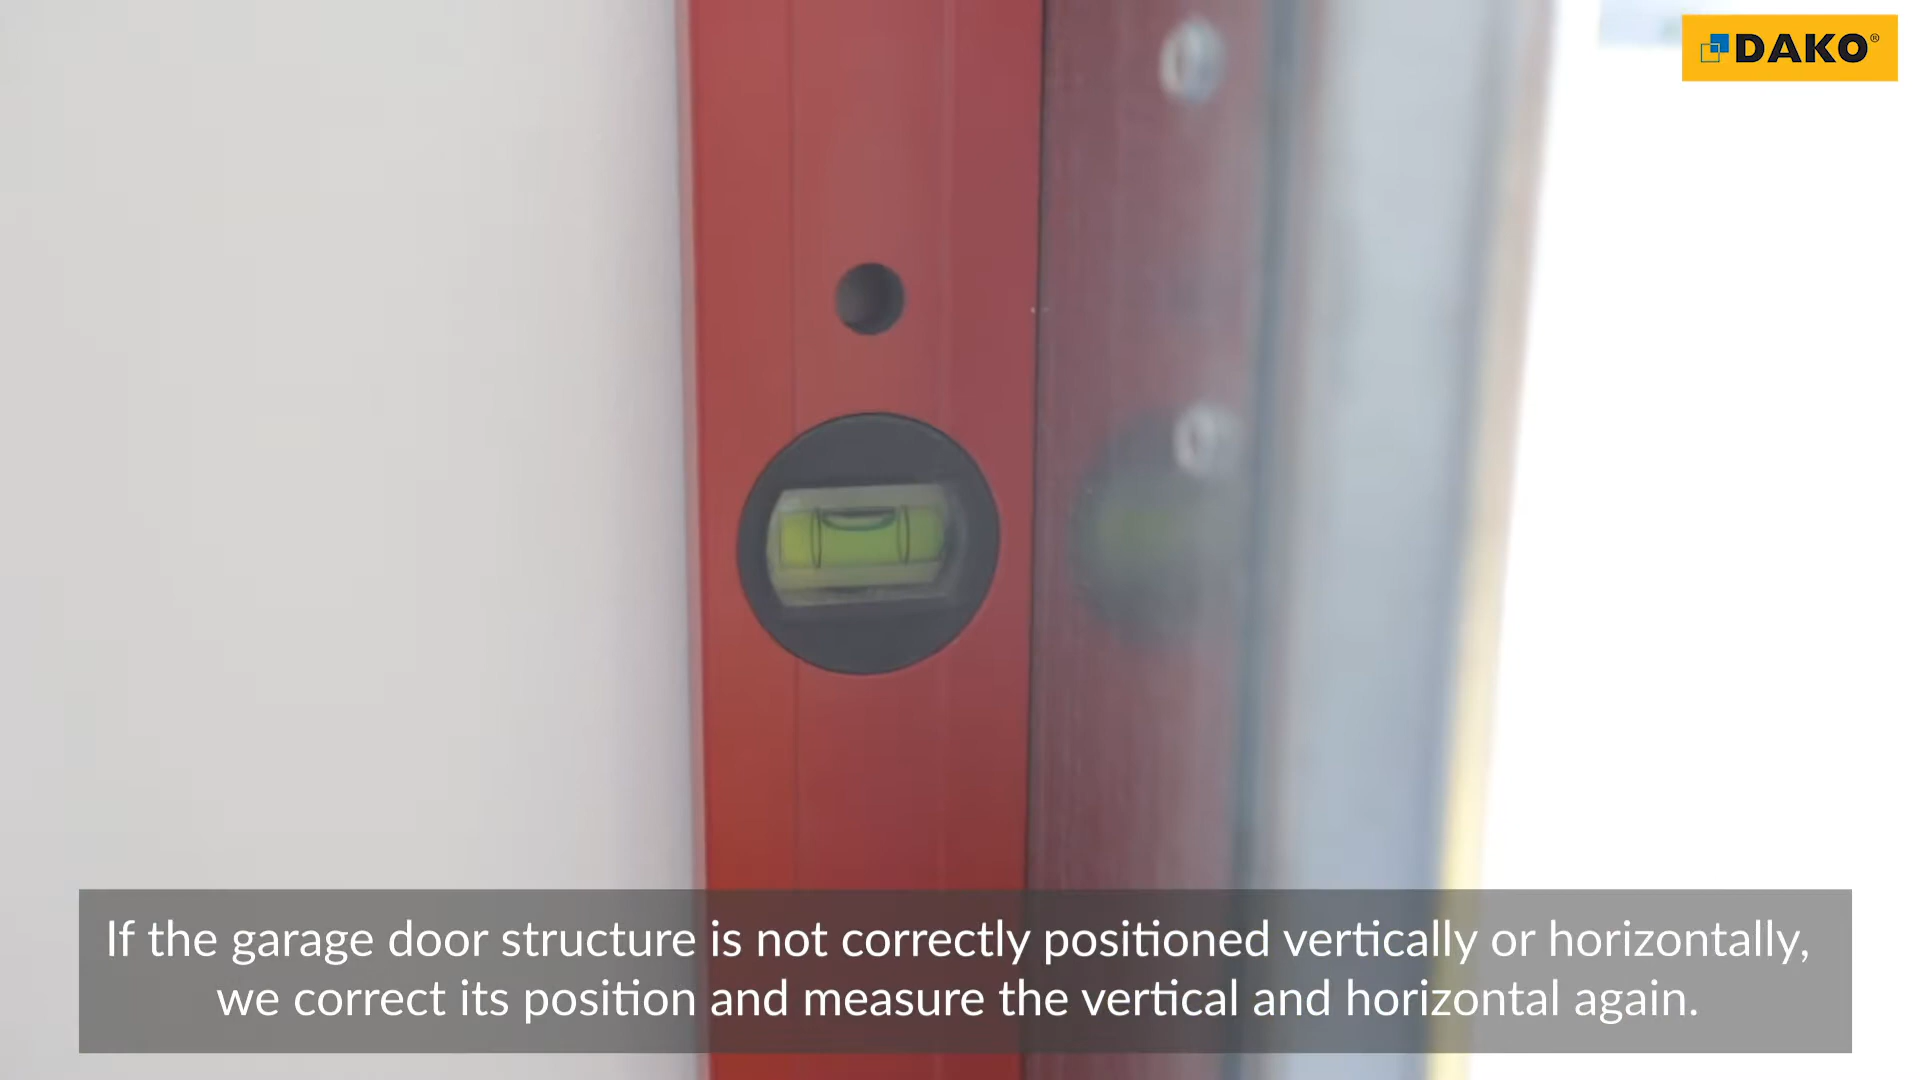 DAKO®
If the garage door structure is not correctly positioned vertically or horizontally,
we correct its position and measure the vertical and horizontal again.